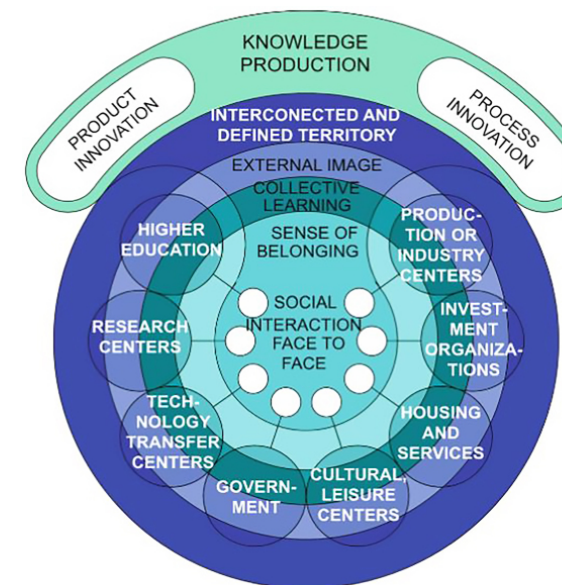 KNOWLEDGE
PRODUCTION
PRODUCT
INNOVATION
PROCESS
INNOVATION
INTERCONECTED AND
DEFINED TERRITORY
EXTERNAL IMAGE
COLLECTIVE
LEARNING
SENSE OF
BELONGING
HIGHER
EDUCATION
PRODUC-
TION OR
INDUSTRY
CENTERS
SOCIAL
INTERACTION
FACE TO
FACE
RESEARCH
CENTERS
INVEST-
MENT
ORGANIZA-
TIONS
TECH-
NOLOGY
TRANSFER
CENTERS
HOUSING
AND
SERVICES
GOVERN-
MENT
CULTURAL,
LEISURE
CENTERS